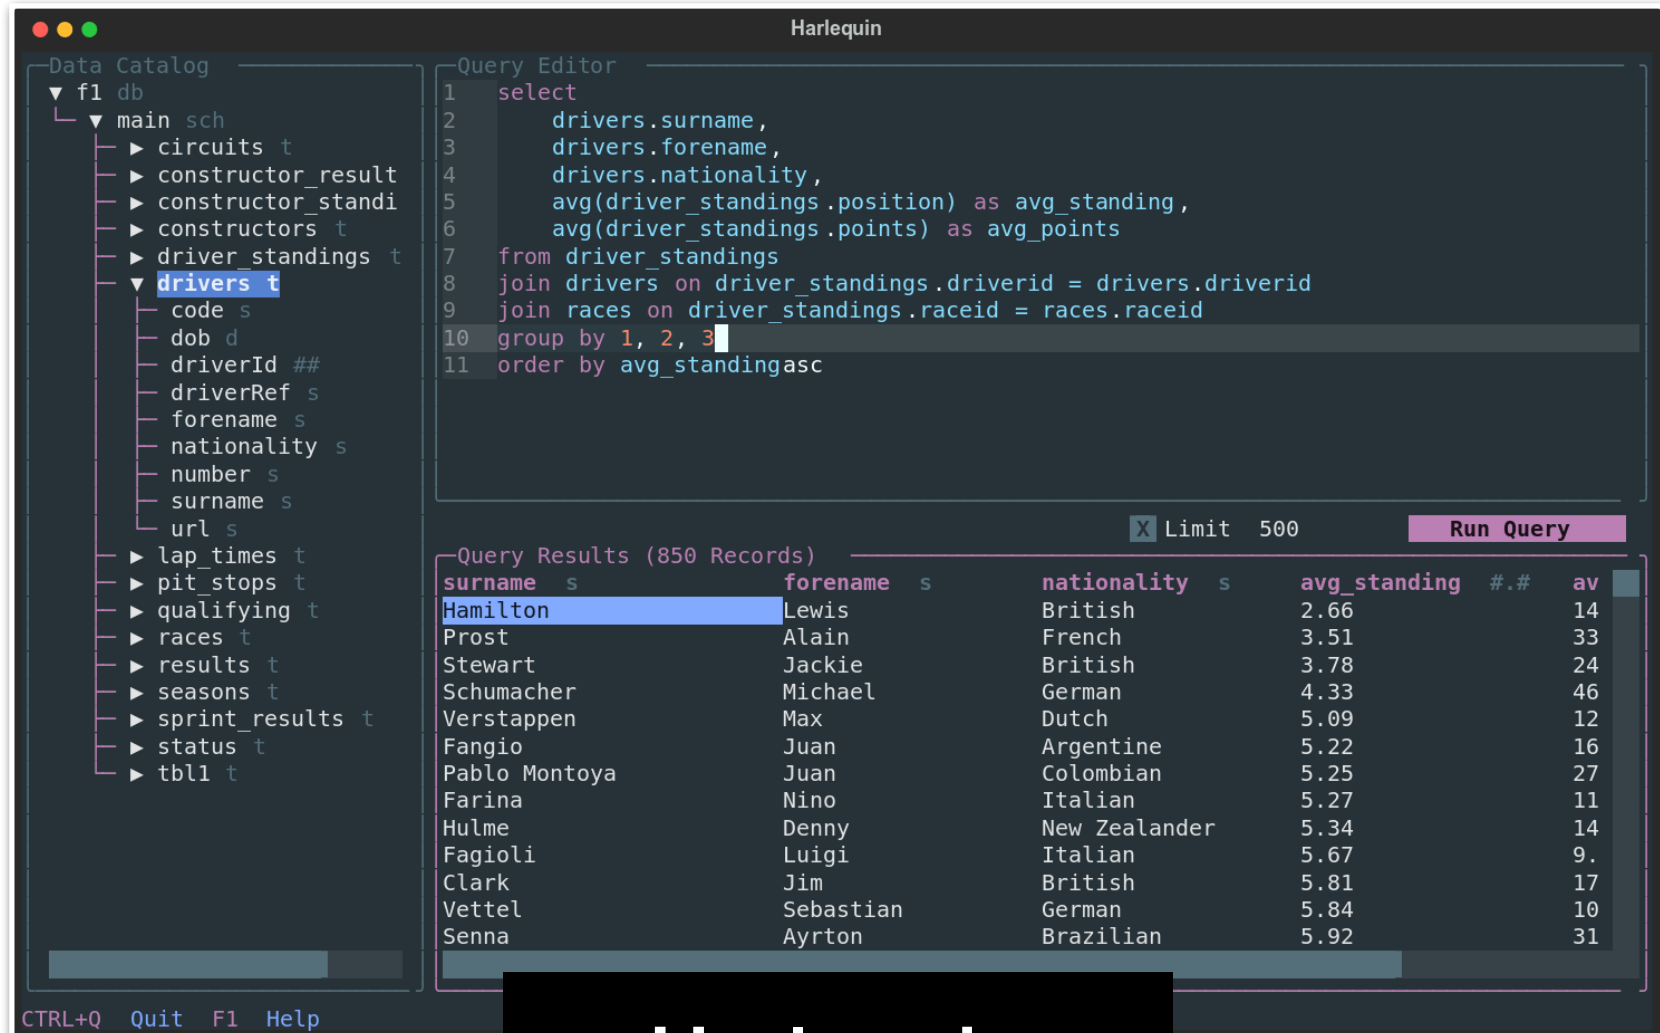 Harlequin
Data Catalog
▼ f1 db
▼ main sch
▶ circuits t
▶ constructor_result
▶ constructor_standi
▶ constructors t
▶ driver_standings t
▼ drivers t
code s
dob d
driverId ##
driverRef s
forename s
nationality s
number s
surname s
url s
▶ lap_times t
▶ pit_stops t
▶ qualifying t
▶ races t
▶ results t
▶ seasons t
▶ sprint_results t
▶ status t
▶ tbl1 t
Query Editor
1 select
2 drivers.surname,
3 drivers.forename,
4 drivers.nationality,
5 avg(driver_standings.position) as avg_standing,
6 avg(driver_standings.points) as avg_points
7 from driver_standings
8 join drivers on driver_standings.driverid = drivers.driverid
9 join races on driver_standings.raceid = races.raceid
10 group by 1, 2, 3
11 order by avg_standing asc
X Limit 500 Run Query
Query Results (850 Records)
surname s forename s nationality s avg_standing #.# av
Hamilton Lewis British 2.66 14
Prost Alain French 3.51 33
Stewart Jackie British 3.78 24
Schumacher Michael German 4.33 46
Verstappen Max Dutch 5.09 12
Fangio Juan Argentine 5.22 16
Pablo Montoya Juan Colombian 5.25 27
Farina Nino Italian 5.27 11
Hulme Denny New Zealander 5.34 14
Fagioli Luigi Italian 5.67 9.
Clark Jim British 5.81 17
Vettel Sebastian German 5.84 10
Senna Ayrton Brazilian 5.92 31
CTRL+Q Quit F1 Help